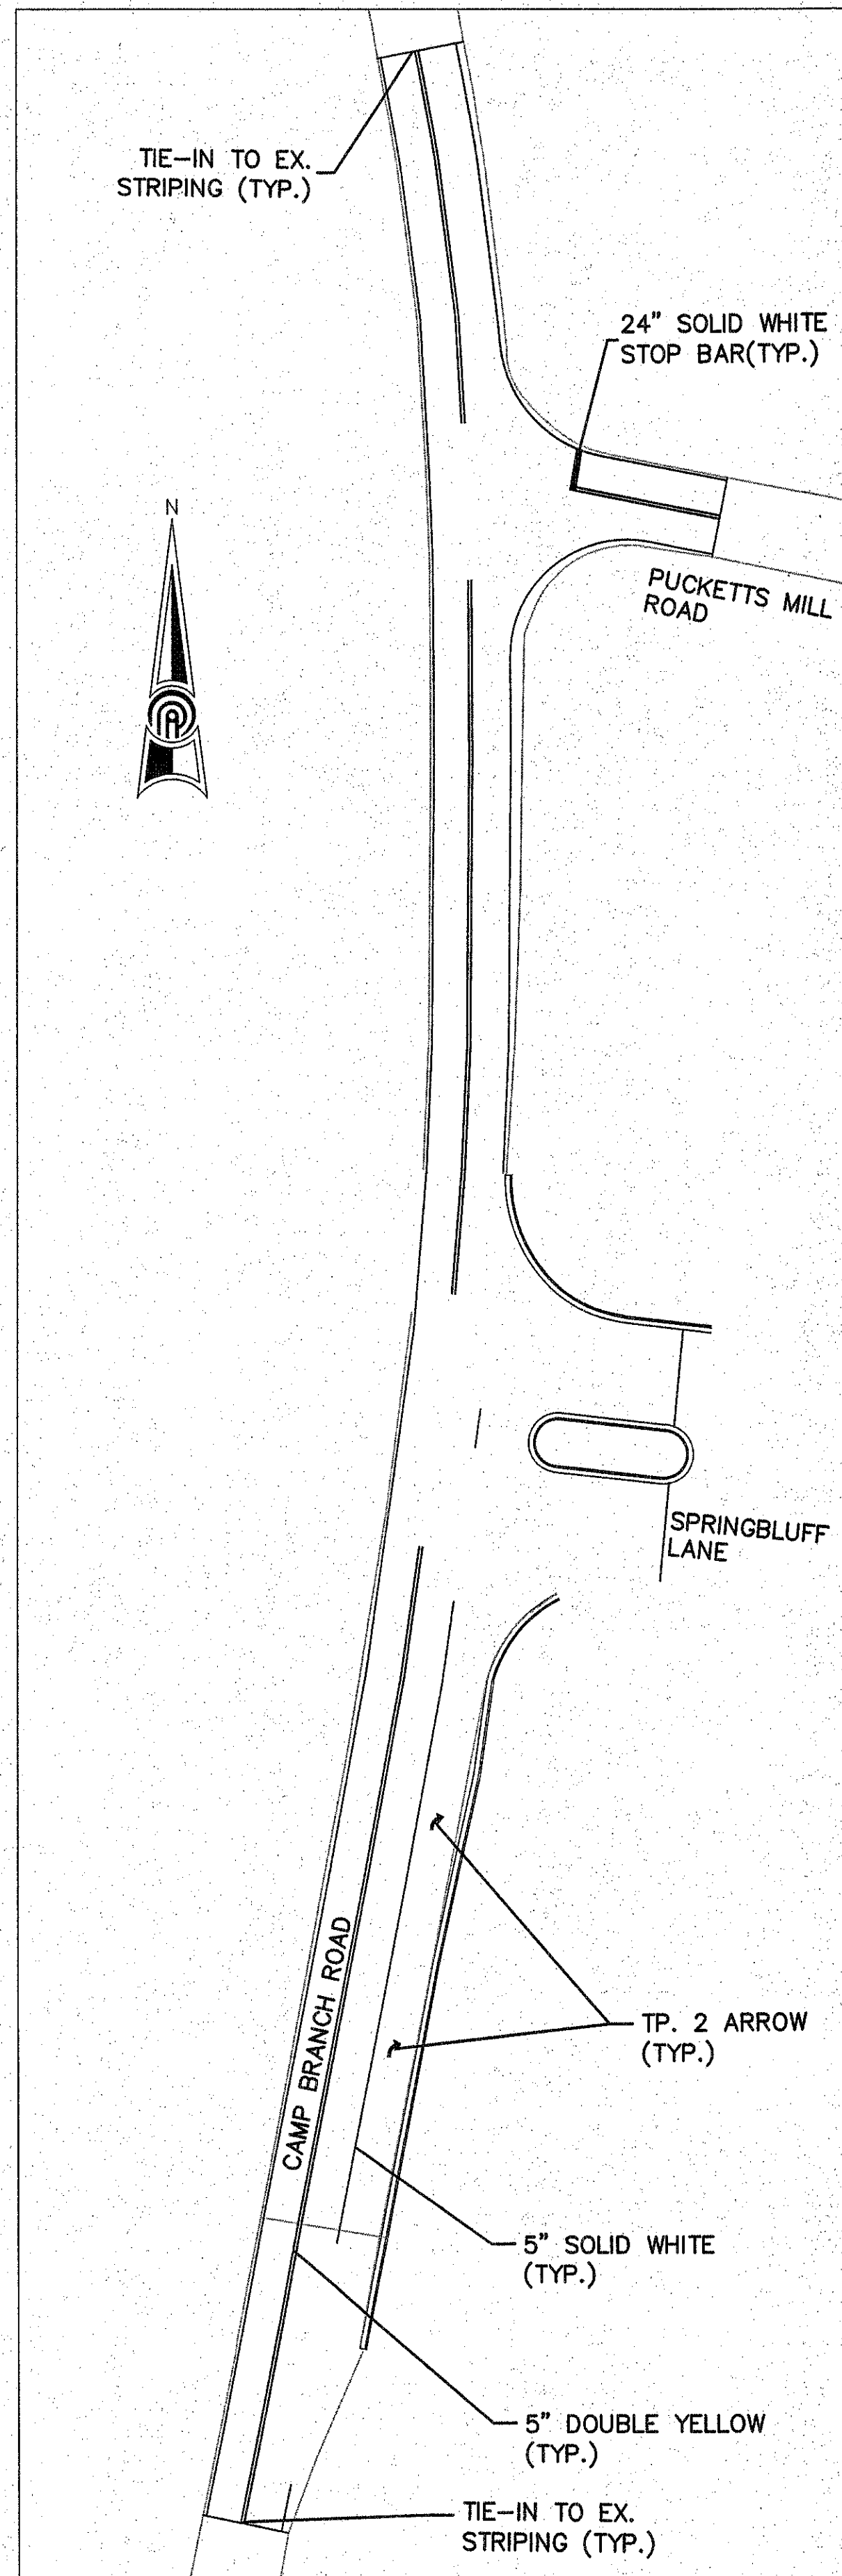 TIE-IN TO EX.
STRIPING (TYP.)
24" SOLID WHITE
STOP BAR(TYP.)
N
PUCKETTS MILL
ROAD
SPRINGBLUFF
LANE
CAMP BRANCH ROAD
TP. 2 ARROW
(TYP.)
5" SOLID WHITE
(TYP.)
5" DOUBLE YELLOW
(TYP.)
TIE-IN TO EX.
STRIPING (TYP.)